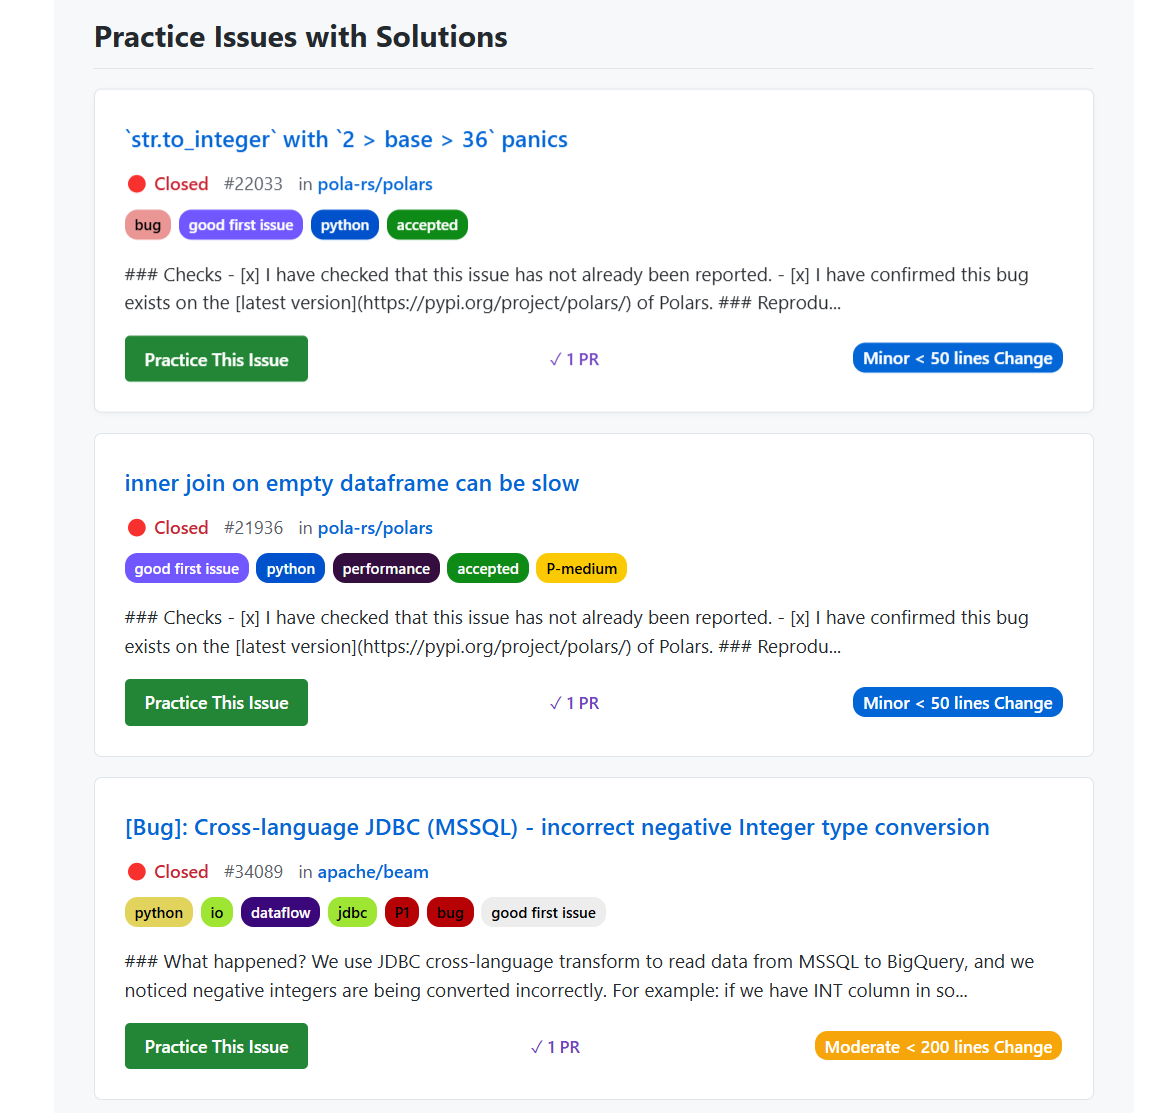 Practice Issues with Solutions
`str.to_integer` with `2 > base > 36` panics
Closed #22033 in pola-rs/polars
bug good first issue python accepted
### Checks - [x] I have checked that this issue has not already been reported. - [x] I have confirmed this bug
exists on the [latest version](https://pypi.org/project/polars/) of Polars. ### Reprodu...
Practice This Issue ✓ 1 PR Minor < 50 lines Change
inner join on empty dataframe can be slow
Closed #21936 in pola-rs/polars
good first issue python performance accepted P-medium
### Checks - [x] I have checked that this issue has not already been reported. - [x] I have confirmed this bug
exists on the [latest version](https://pypi.org/project/polars/) of Polars. ### Reprodu...
Practice This Issue ✓ 1 PR Minor < 50 lines Change
[Bug]: Cross-language JDBC (MSSQL) - incorrect negative Integer type conversion
Closed #34089 in apache/beam
python io dataflow jdbc P1 bug good first issue
### What happened? We use JDBC cross-language transform to read data from MSSQL to BigQuery, and we
noticed negative integers are being converted incorrectly. For example: if we have INT column in so...
Practice This Issue ✓ 1 PR Moderate < 200 lines Change